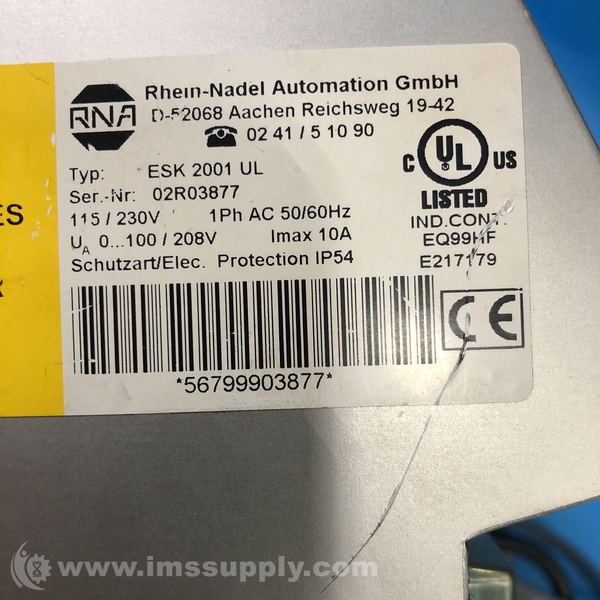 RNA
Rhein-Nadel Automation GmbH
D-52068 Aachen Reichsweg 19-42
☎ 02 41 / 5 10 90
Typ: ESK 2001 UL
Ser.-Nr: 02R03877
115 / 230V 1Ph AC 50/60Hz
UA 0...100 / 208V Imax 10A
Schutzart/Elec. Protection IP54
*56799903877*
C UL US
LISTED
IND.CONT.
EQ99HF
E217179
CE
ES
www.imssupply.com